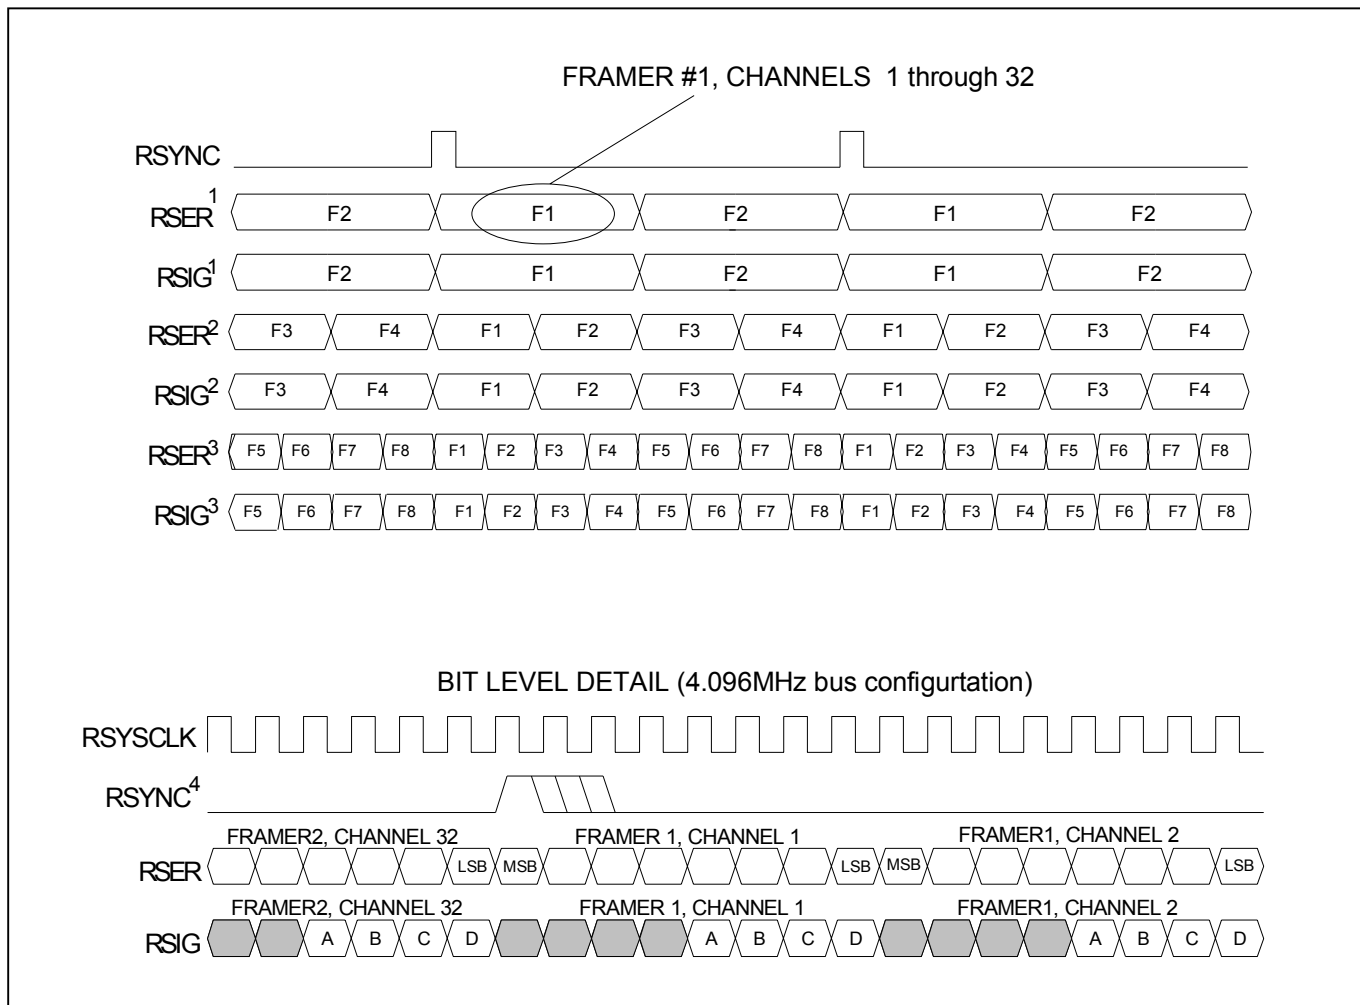 FRAMER #1, CHANNELS 1 through 32
RSYNC
RSER1 F2 F1 F2 F1 F2
RSIG1 F2 F1 F2 F1 F2
RSER2 F3 F4 F1 F2 F3 F4 F1 F2 F3 F4
RSIG2 F3 F4 F1 F2 F3 F4 F1 F2 F3 F4
RSER3 F5 F6 F7 F8 F1 F2 F3 F4 F5 F6 F7 F8 F1 F2 F3 F4 F5 F6 F7 F8
RSIG3 F5 F6 F7 F8 F1 F2 F3 F4 F5 F6 F7 F8 F1 F2 F3 F4 F5 F6 F7 F8
BIT LEVEL DETAIL (4.096MHz bus configurtation)
RSYSCLK
RSYNC4
FRAMER2, CHANNEL 32 FRAMER 1, CHANNEL 1 FRAMER1, CHANNEL 2
RSER LSB MSB LSB MSB LSB
FRAMER2, CHANNEL 32 FRAMER 1, CHANNEL 1 FRAMER1, CHANNEL 2
RSIG A B C D A B C D A B C D